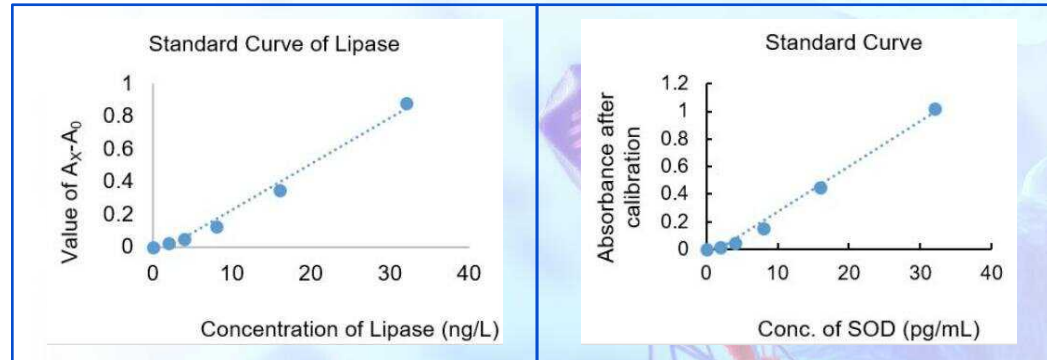 Standard Curve of Lipase
1
0.8
0.6
0.4
0.2
0
0 10 20 30 40
Value of Aₓ-A₀
Concentration of Lipase (ng/L)
Standard Curve
1.2
1
0.8
0.6
0.4
0.2
0
0 10 20 30 40
Absorbance after
calibration
Conc. of SOD (pg/mL)